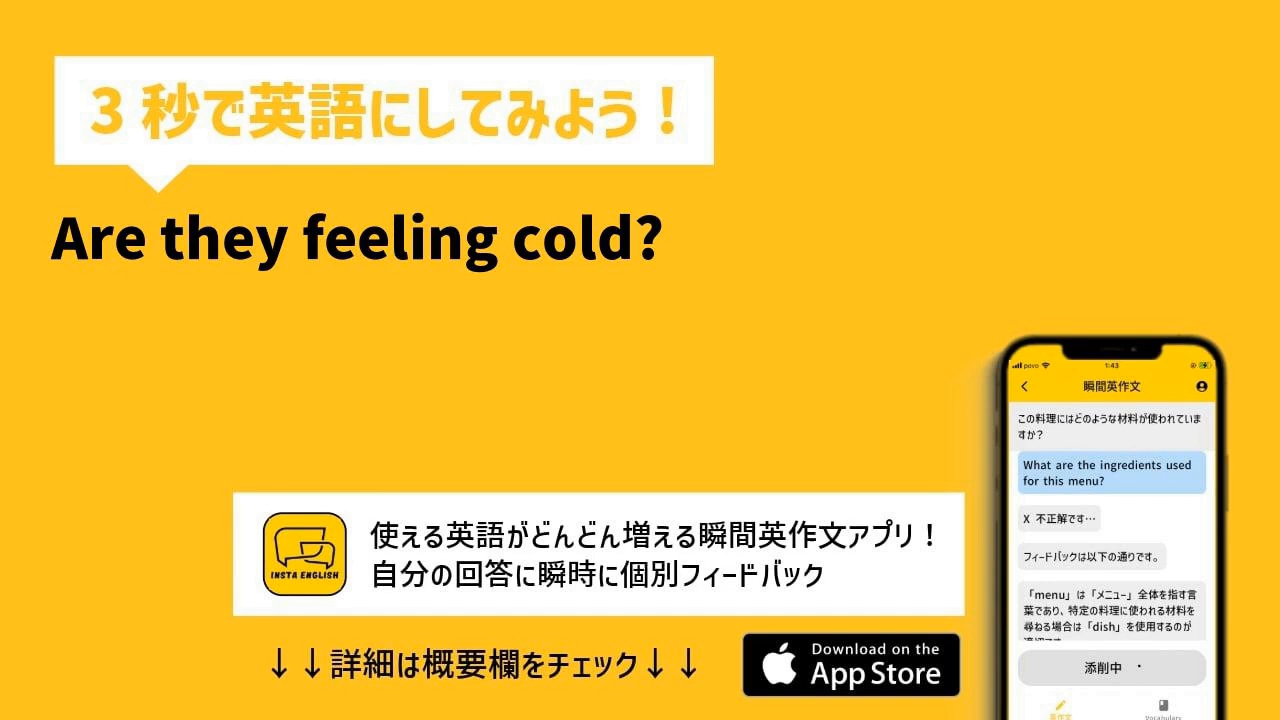 3秒で英語にしてみよう！
Are they feeling cold?
povo
1:43
瞬間英作文
この料理にはどのような材料が使われていま
すか？
What are the ingredients used
for this menu?
X 不正解です…
フィードバックは以下の通りです。
「menu」は「メニュー」全体を指す言
葉であり、特定の料理に使われる材料を
尋ねる場合は「dish」を使用するのが
添削中
英作文
Vocabulary
INSTA ENGLISH
使える英語がどんどん増える瞬間英作文アプリ！
自分の回答に瞬時に個別フィードバック
↓↓詳細は概要欄をチェック↓↓
Download on the
App Store